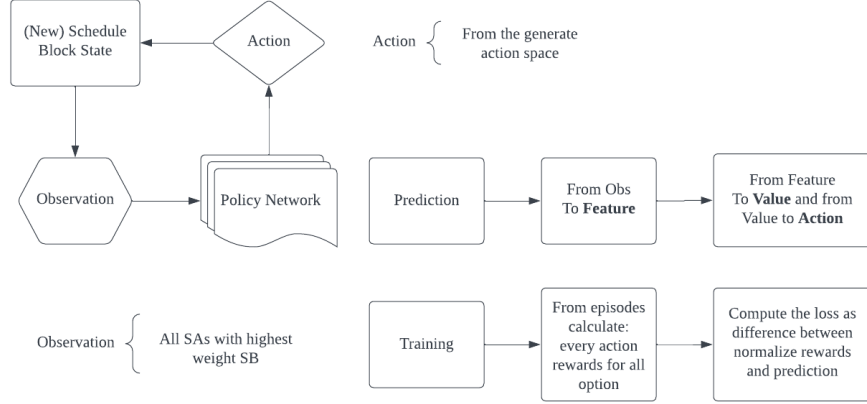 (New) Schedule
Block State
Action
Action
From the generate
action space
Observation
Policy Network
Prediction
From Obs
To Feature
From Feature
To Value and from
Value to Action
Observation
All SAs with highest
weight SB
Training
From episodes
calculate:
every action
rewards for all
option
Compute the loss as
difference between
normalize rewards
and prediction